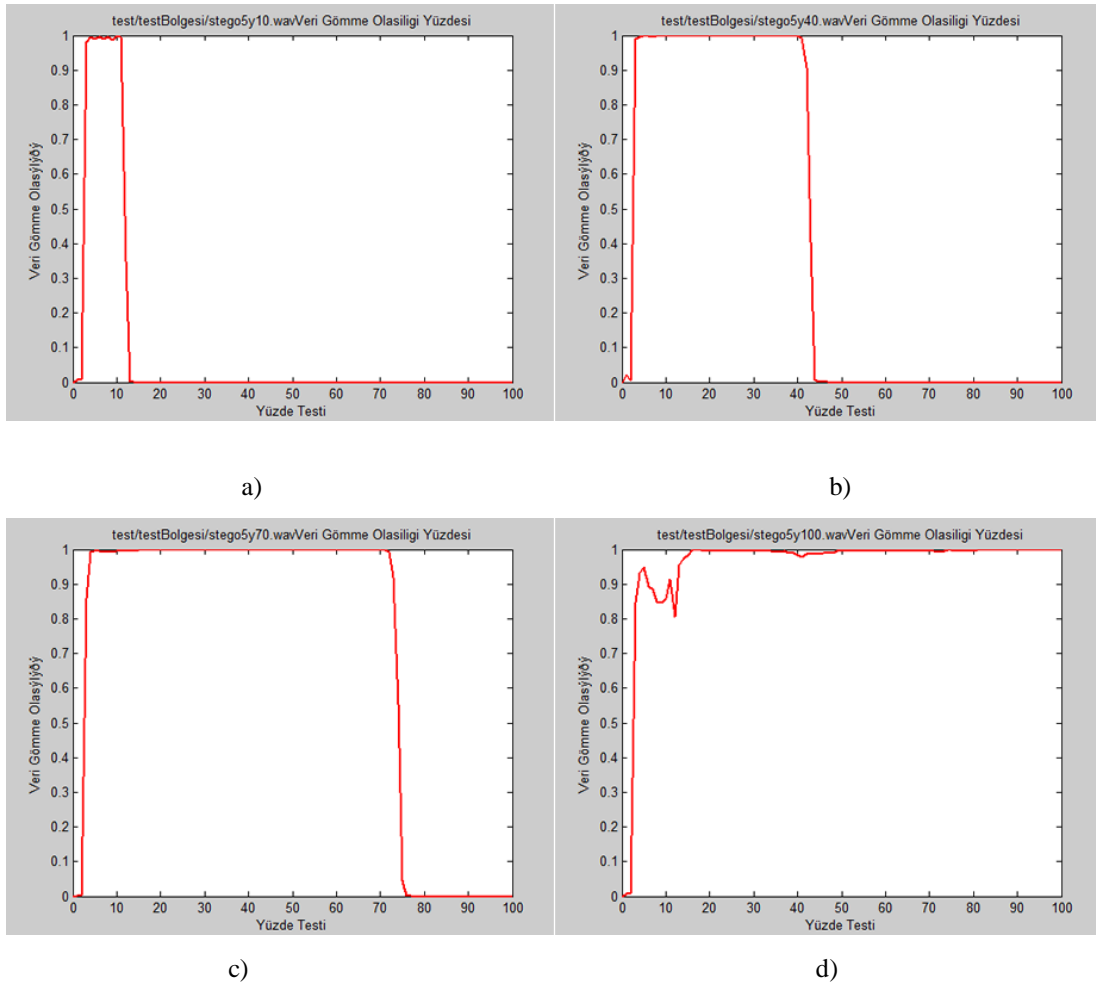 test/testBolgesi/stego5y10.wavVeri Gömme Olasiligi Yüzdesi
1
0.9
0.8
0.7
0.6
0.5
0.4
0.3
0.2
0.1
0
Veri Gömme Olasýlýðý
0 10 20 30 40 50 60 70 80 90 100
Yüzde Testi
a)
test/testBolgesi/stego5y40.wavVeri Gömme Olasiligi Yüzdesi
1
0.9
0.8
0.7
0.6
0.5
0.4
0.3
0.2
0.1
0
Veri Gömme Olasýlýðý
0 10 20 30 40 50 60 70 80 90 100
Yüzde Testi
b)
test/testBolgesi/stego5y70.wavVeri Gömme Olasiligi Yüzdesi
1
0.9
0.8
0.7
0.6
0.5
0.4
0.3
0.2
0.1
0
Veri Gömme Olasýlýðý
0 10 20 30 40 50 60 70 80 90 100
Yüzde Testi
c)
test/testBolgesi/stego5y100.wavVeri Gömme Olasiligi Yüzdesi
1
0.9
0.8
0.7
0.6
0.5
0.4
0.3
0.2
0.1
0
Veri Gömme Olasýlýðý
0 10 20 30 40 50 60 70 80 90 100
Yüzde Testi
d)